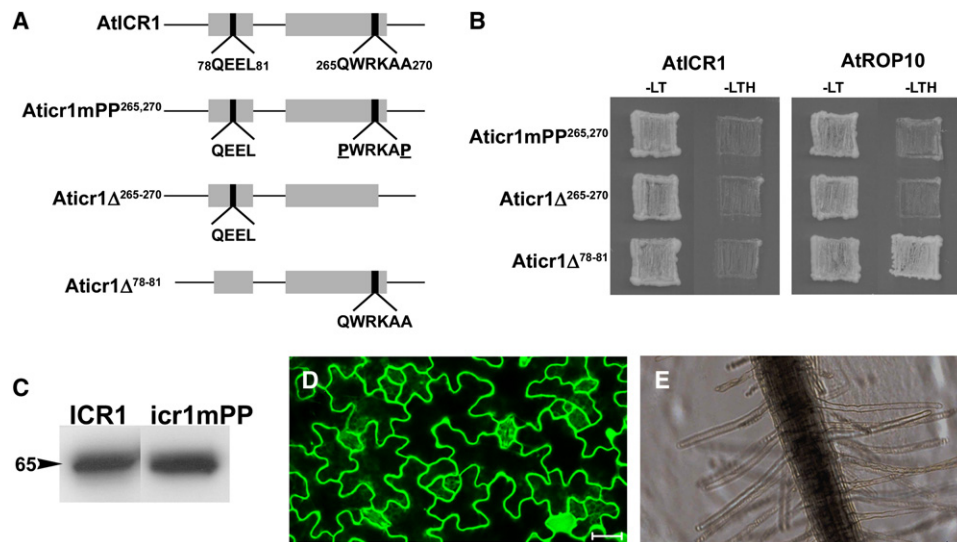 A
AtICR1
78QEEL81 265QWRKAA270
Aticr1mPP265,270
QEEL PWRKAP
Aticr1Δ265-270
QEEL
Aticr1Δ78-81
QWRKAA
B
AtICR1 AtROP10
-LT -LTH -LT -LTH
Aticr1mPP265,270
Aticr1Δ265-270
Aticr1Δ78-81
C
ICR1 icr1mPP
65
D
E